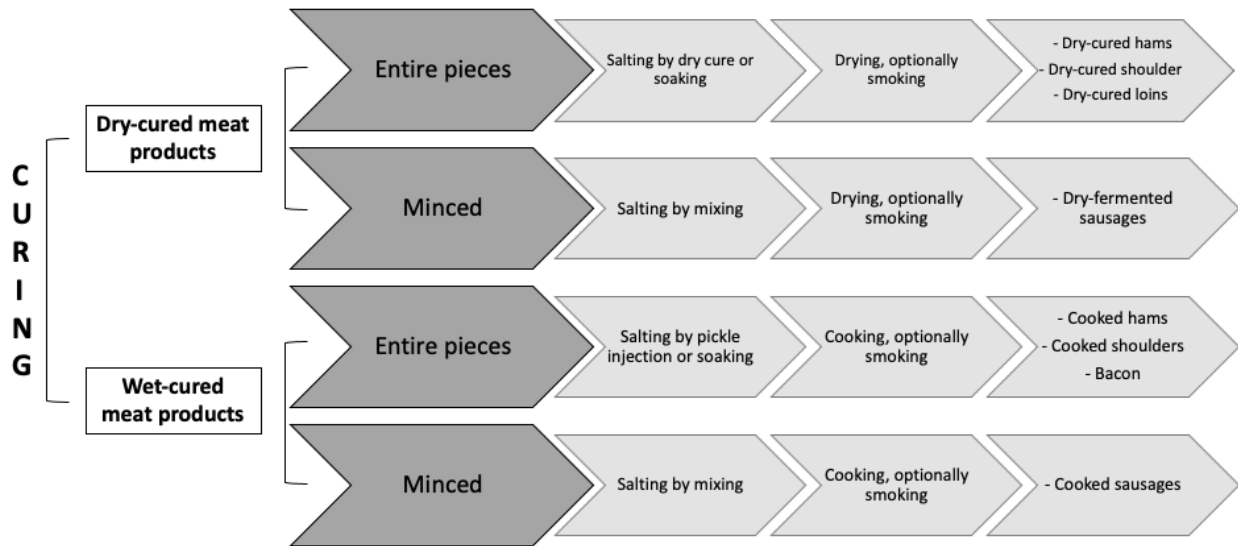 CURING
Dry-cured meat
products
Entire pieces
Salting by dry cure or
soaking
Drying, optionally
smoking
- Dry-cured hams
- Dry-cured shoulder
- Dry-cured loins
Minced
Salting by mixing
Drying, optionally
smoking
- Dry-fermented
sausages
Wet-cured
meat products
Entire pieces
Salting by pickle
injection or soaking
Cooking, optionally
smoking
- Cooked hams
- Cooked shoulders
- Bacon
Minced
Salting by mixing
Cooking, optionally
smoking
- Cooked sausages